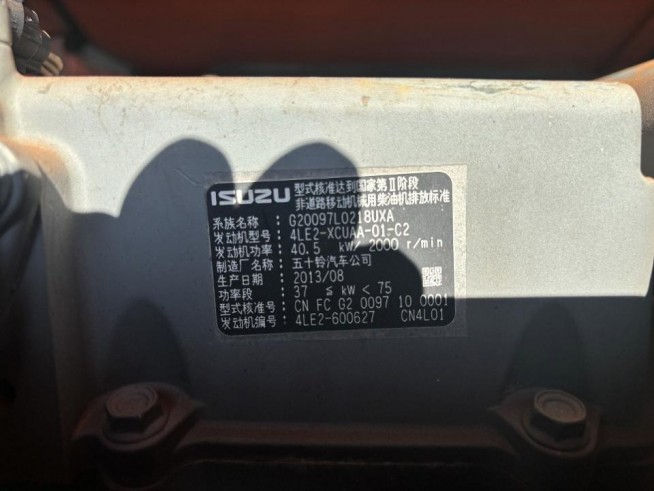 ISUZU 型式核准达到国家第Ⅱ阶段
非道路移动机械用柴油机排放标准
系族名称 : G20097L0218UXA
发动机型号: 4LE2-XCUAA-01-C2
发动机功率: 40.5 kW/ 2000 r/min
制造厂名称: 五十铃汽车公司
生产日期 : 2013/08
功率段 : 37 ≦ kW < 75
型式核准号: CN FC G2 0097 10 0001
发动机编号: 4LE2-600627 CN4L01